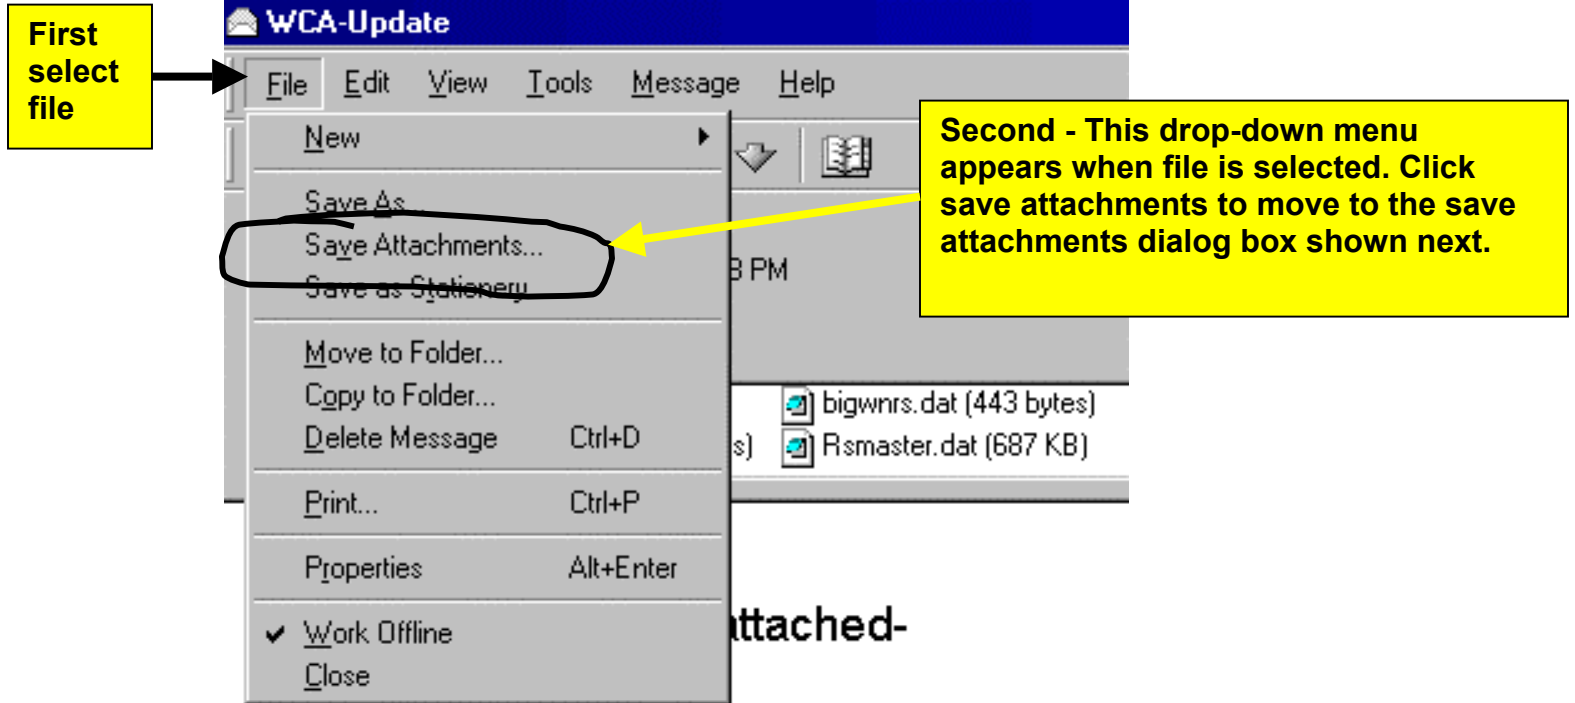 First
select
file
WCA-Update
File Edit View Tools Message Help
New
Save As...
Save Attachments...
Save as Stationery
Second - This drop-down menu
appears when file is selected. Click
save attachments to move to the save
attachments dialog box shown next.
PM
Move to Folder...
Copy to Folder...
Delete Message Ctrl+D
bigwnrs.dat (443 bytes)
s) Rsmaster.dat (687 KB)
Print... Ctrl+P
Properties Alt+Enter
Work Offline
Close
ttached-